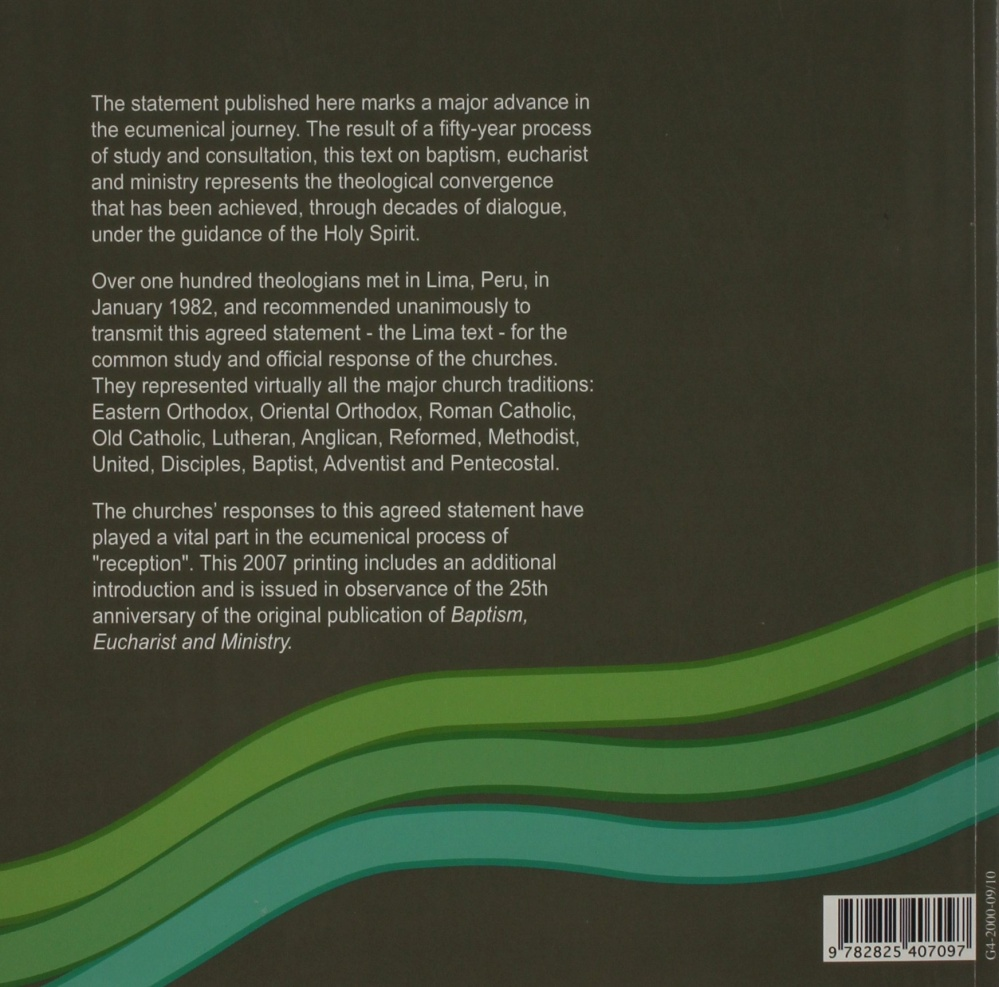 The statement published here marks a major advance in
the ecumenical journey. The result of a fifty-year process
of study and consultation, this text on baptism, eucharist
and ministry represents the theological convergence
that has been achieved, through decades of dialogue,
under the guidance of the Holy Spirit.
Over one hundred theologians met in Lima, Peru, in
January 1982, and recommended unanimously to
transmit this agreed statement - the Lima text - for the
common study and official response of the churches.
They represented virtually all the major church traditions:
Eastern Orthodox, Oriental Orthodox, Roman Catholic,
Old Catholic, Lutheran, Anglican, Reformed, Methodist,
United, Disciples, Baptist, Adventist and Pentecostal.
The churches’ responses to this agreed statement have
played a vital part in the ecumenical process of
"reception". This 2007 printing includes an additional
introduction and is issued in observance of the 25th
anniversary of the original publication of Baptism,
Eucharist and Ministry.
9 782825 407097
G4-2000-09/10